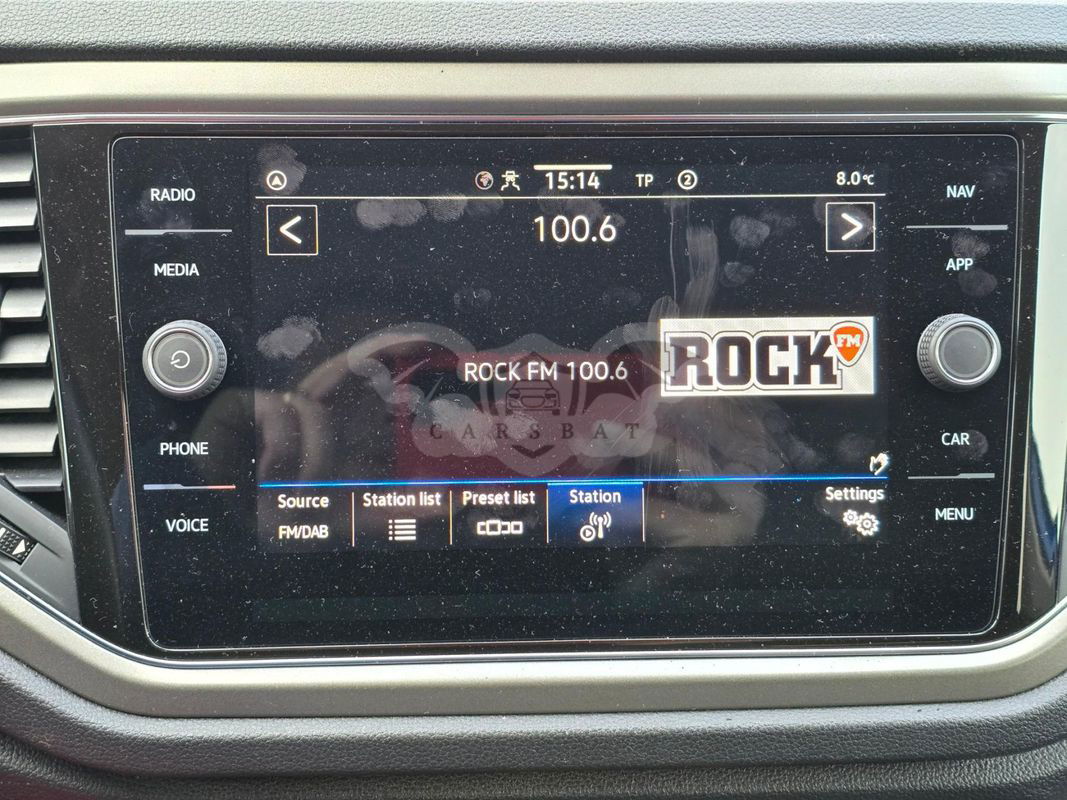 RADIO
MEDIA
PHONE
VOICE
15:14 TP 2 8.0°C
< 100.6 >
ROCK FM 100.6
ROCK FM
CARSBAT
Source Station list Preset list Station Settings
FM/DAB
NAV
APP
CAR
MENU